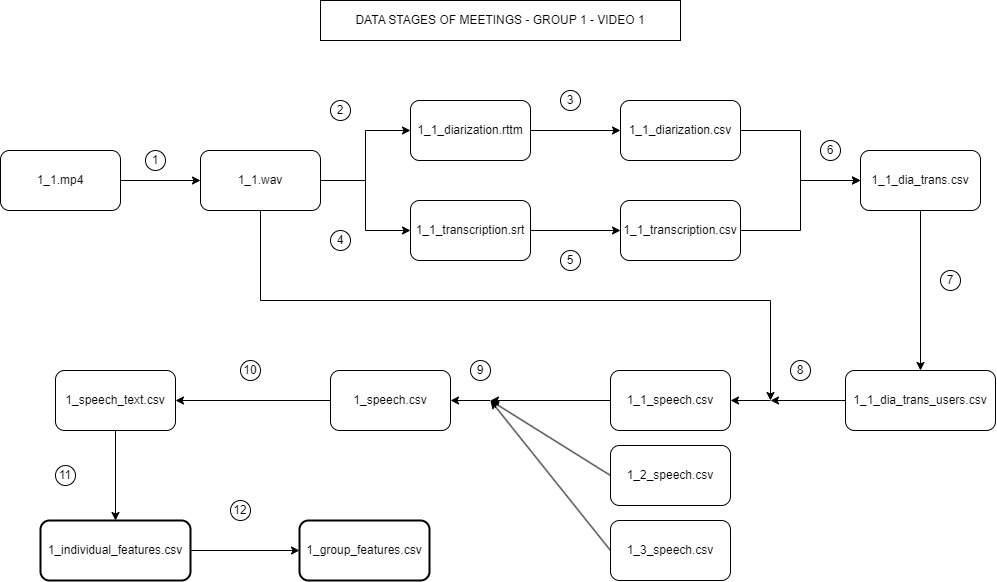 DATA STAGES OF MEETINGS - GROUP 1 - VIDEO 1
2
3
1_1_diarization.rttm
1_1_diarization.csv
1
6
1_1.mp4
1_1.wav
1_1_dia_trans.csv
4
1_1_transcription.srt
5
1_1_transcription.csv
7
10
9
8
1_speech_text.csv
1_speech.csv
1_1_speech.csv
1_1_dia_trans_users.csv
11
1_2_speech.csv
12
1_individual_features.csv
1_group_features.csv
1_3_speech.csv